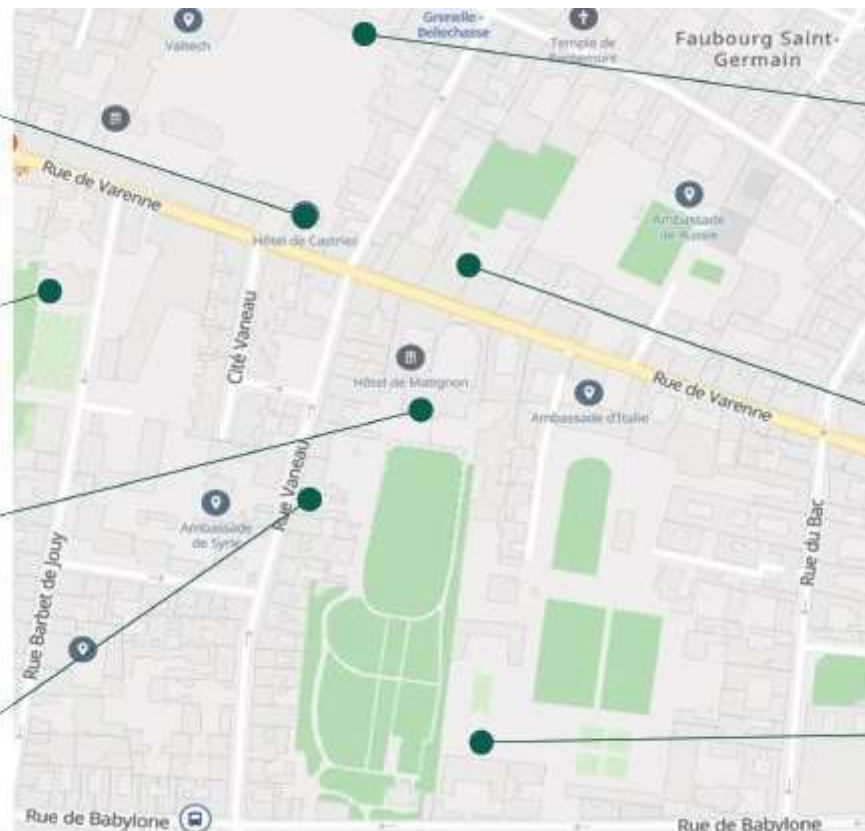 Valtech
Grenelle -
Bellechasse
Temple de
Faubourg Saint-
Germain
Rue de Varenne
Hôtel de Castries
Ambassade
de Russie
Cité Vaneau
Hôtel de Matignon
Ambassade d'Italie
Rue de Varenne
Rue Vaneau
Ambassade
de Syrie
Rue du Bac
Rue Barbet de Jouy
Rue de Babylone
Rue de Babylone